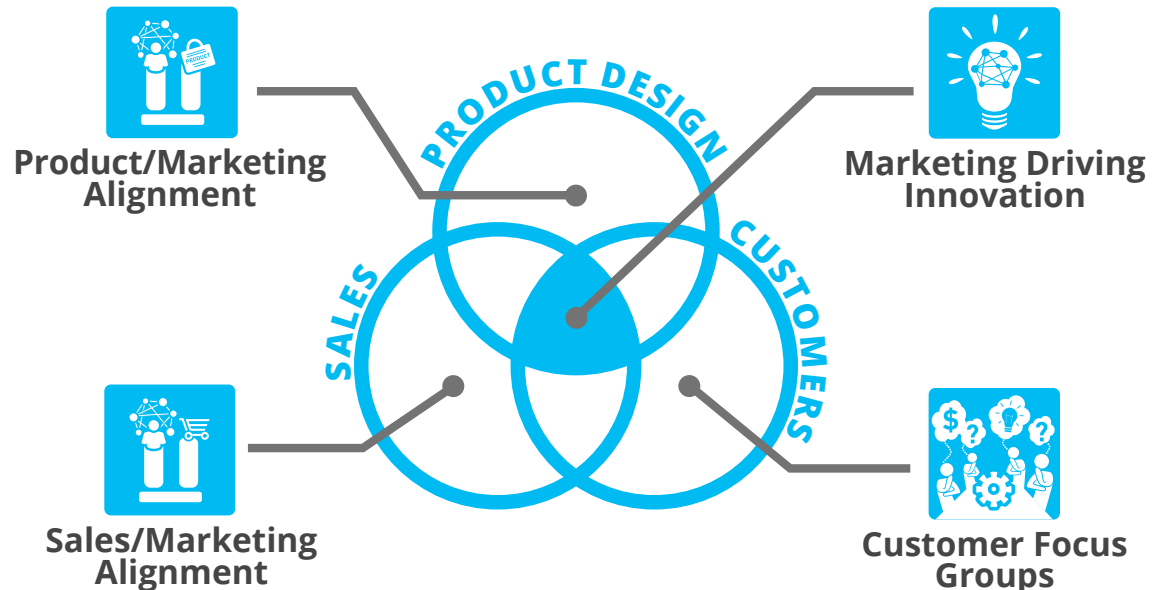 PRODUCT
Product/Marketing
Alignment
PRODUCT DESIGN
Marketing Driving
Innovation
SALES
CUSTOMERS
Sales/Marketing
Alignment
$
?
?
Customer Focus
Groups